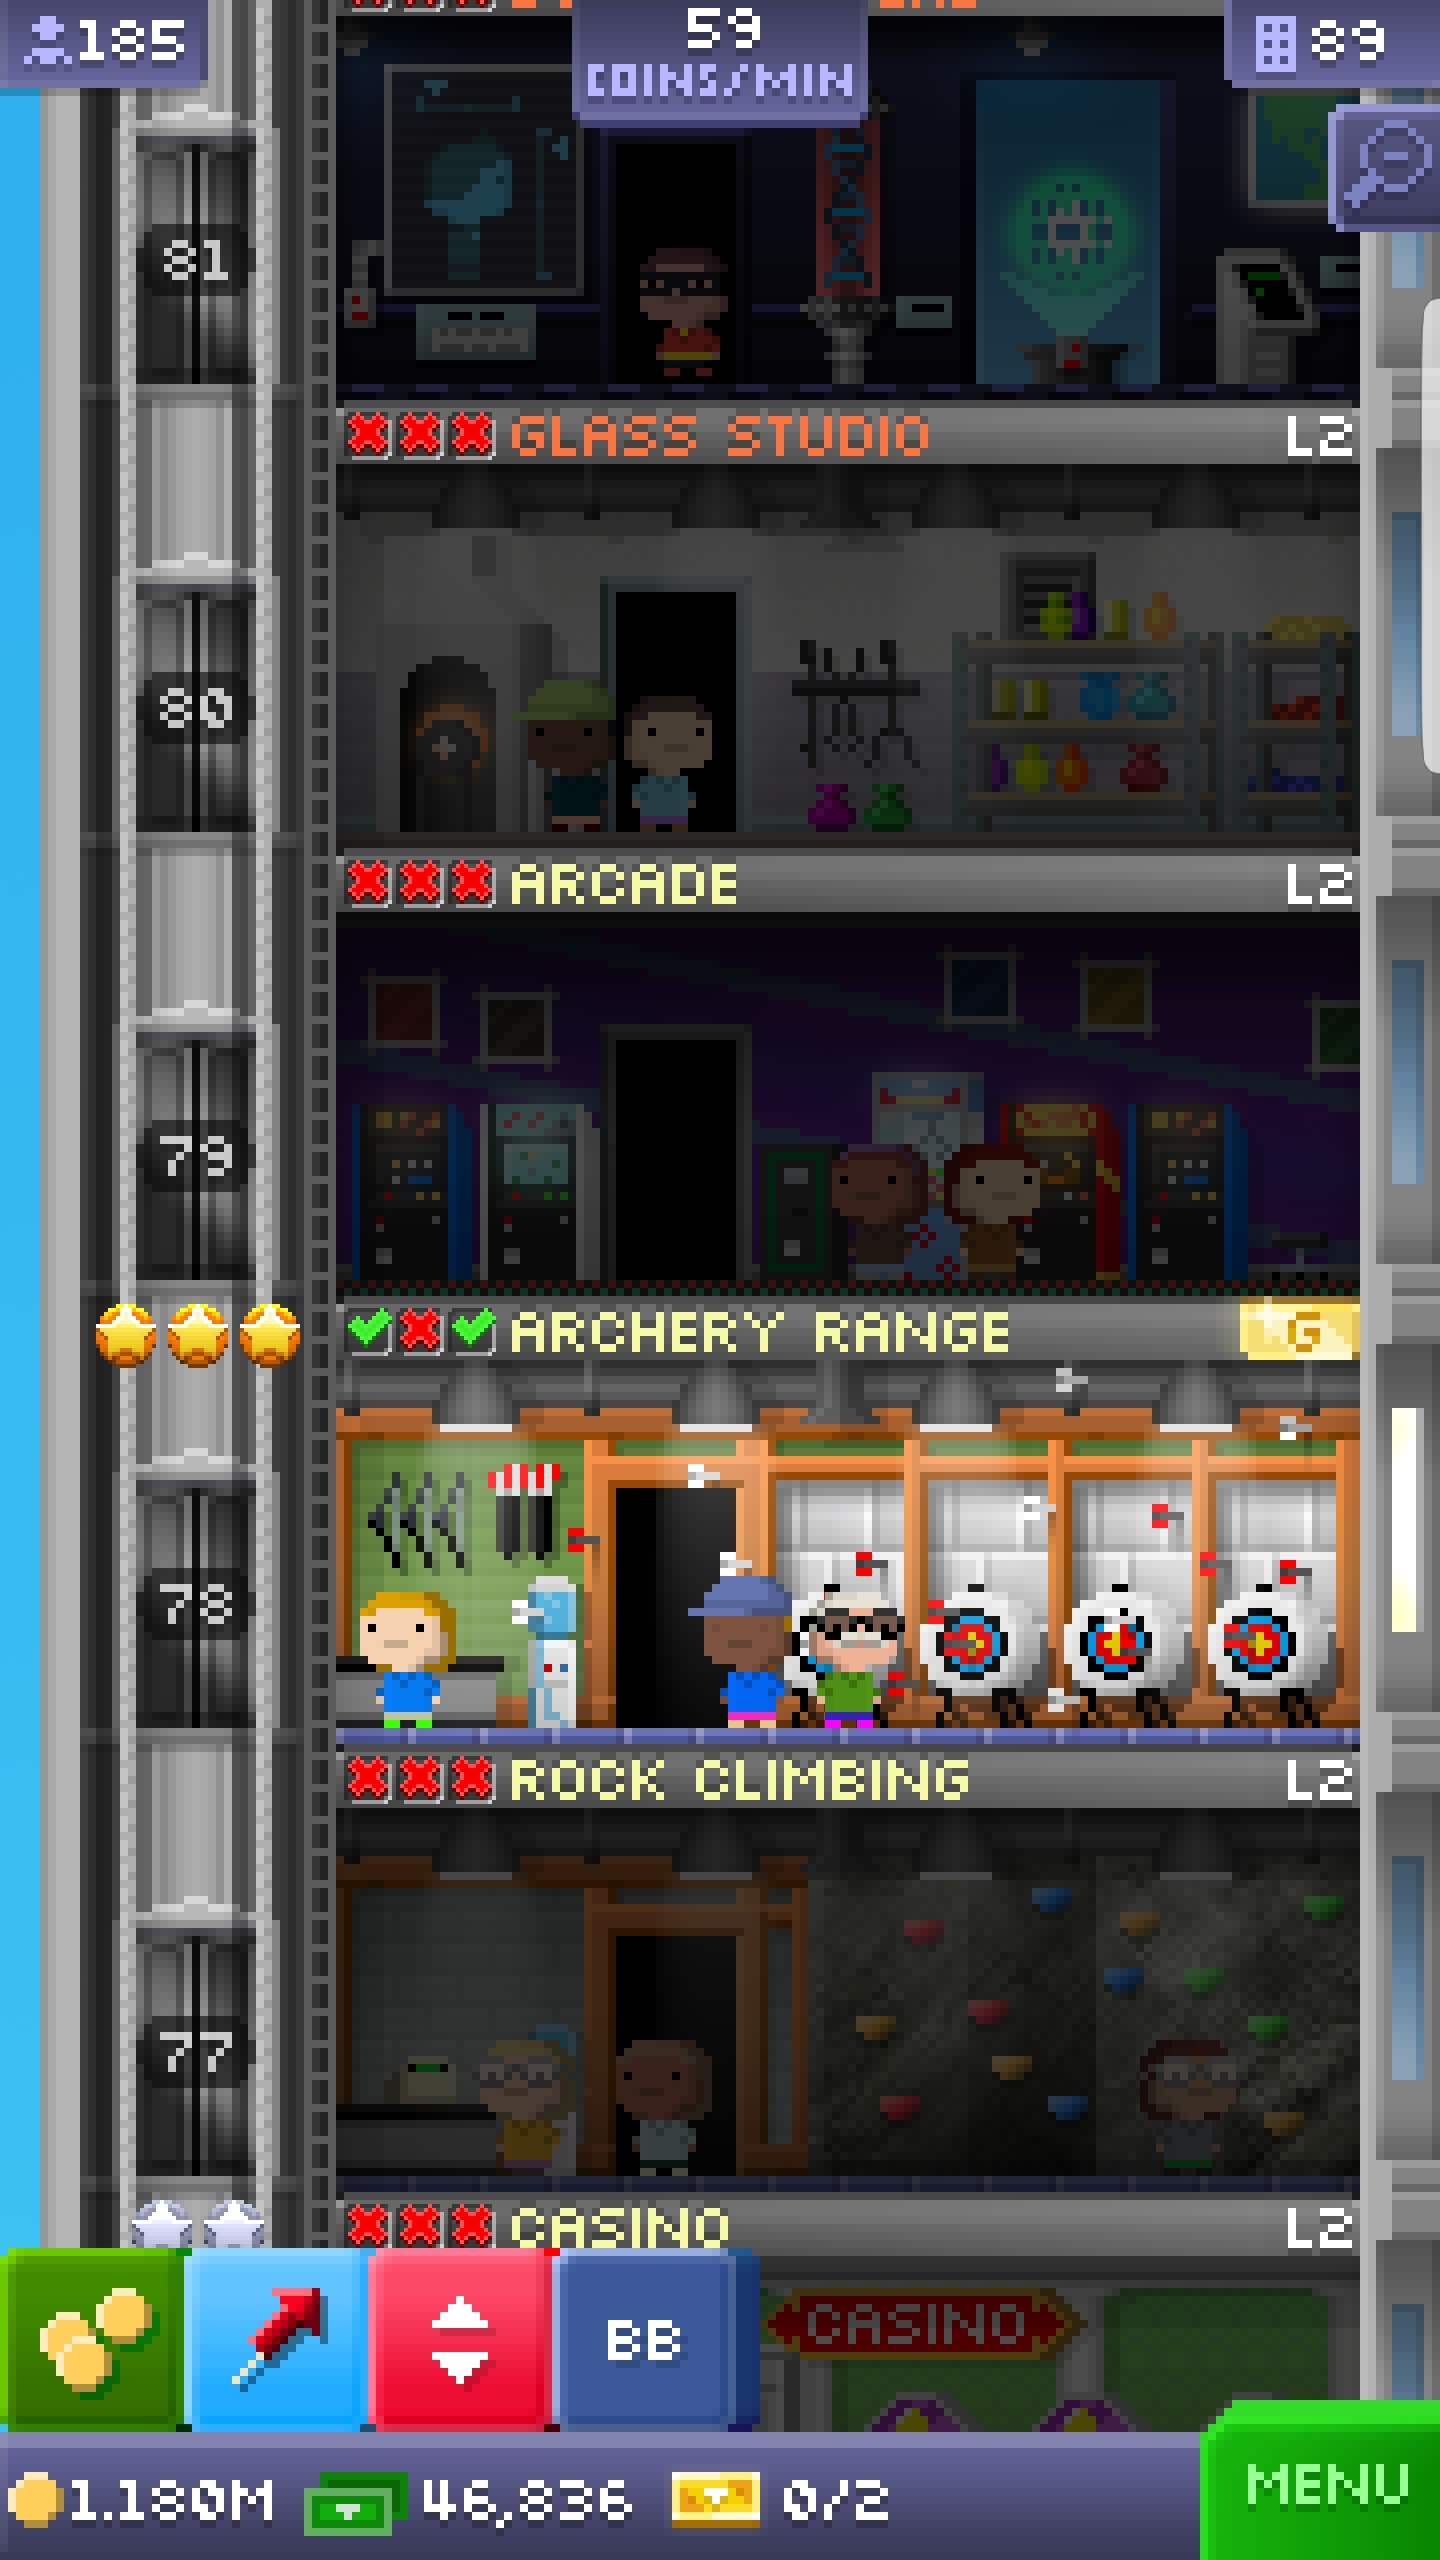 185
59
COINS/MIN
89
81
GLASS STUDIO L2
80
ARCADE L2
79
ARCHERY RANGE G
78
ROCK CLIMBING L2
77
CASINO L2
CASINO
BB
1.180M 46,836 0/2
MENU